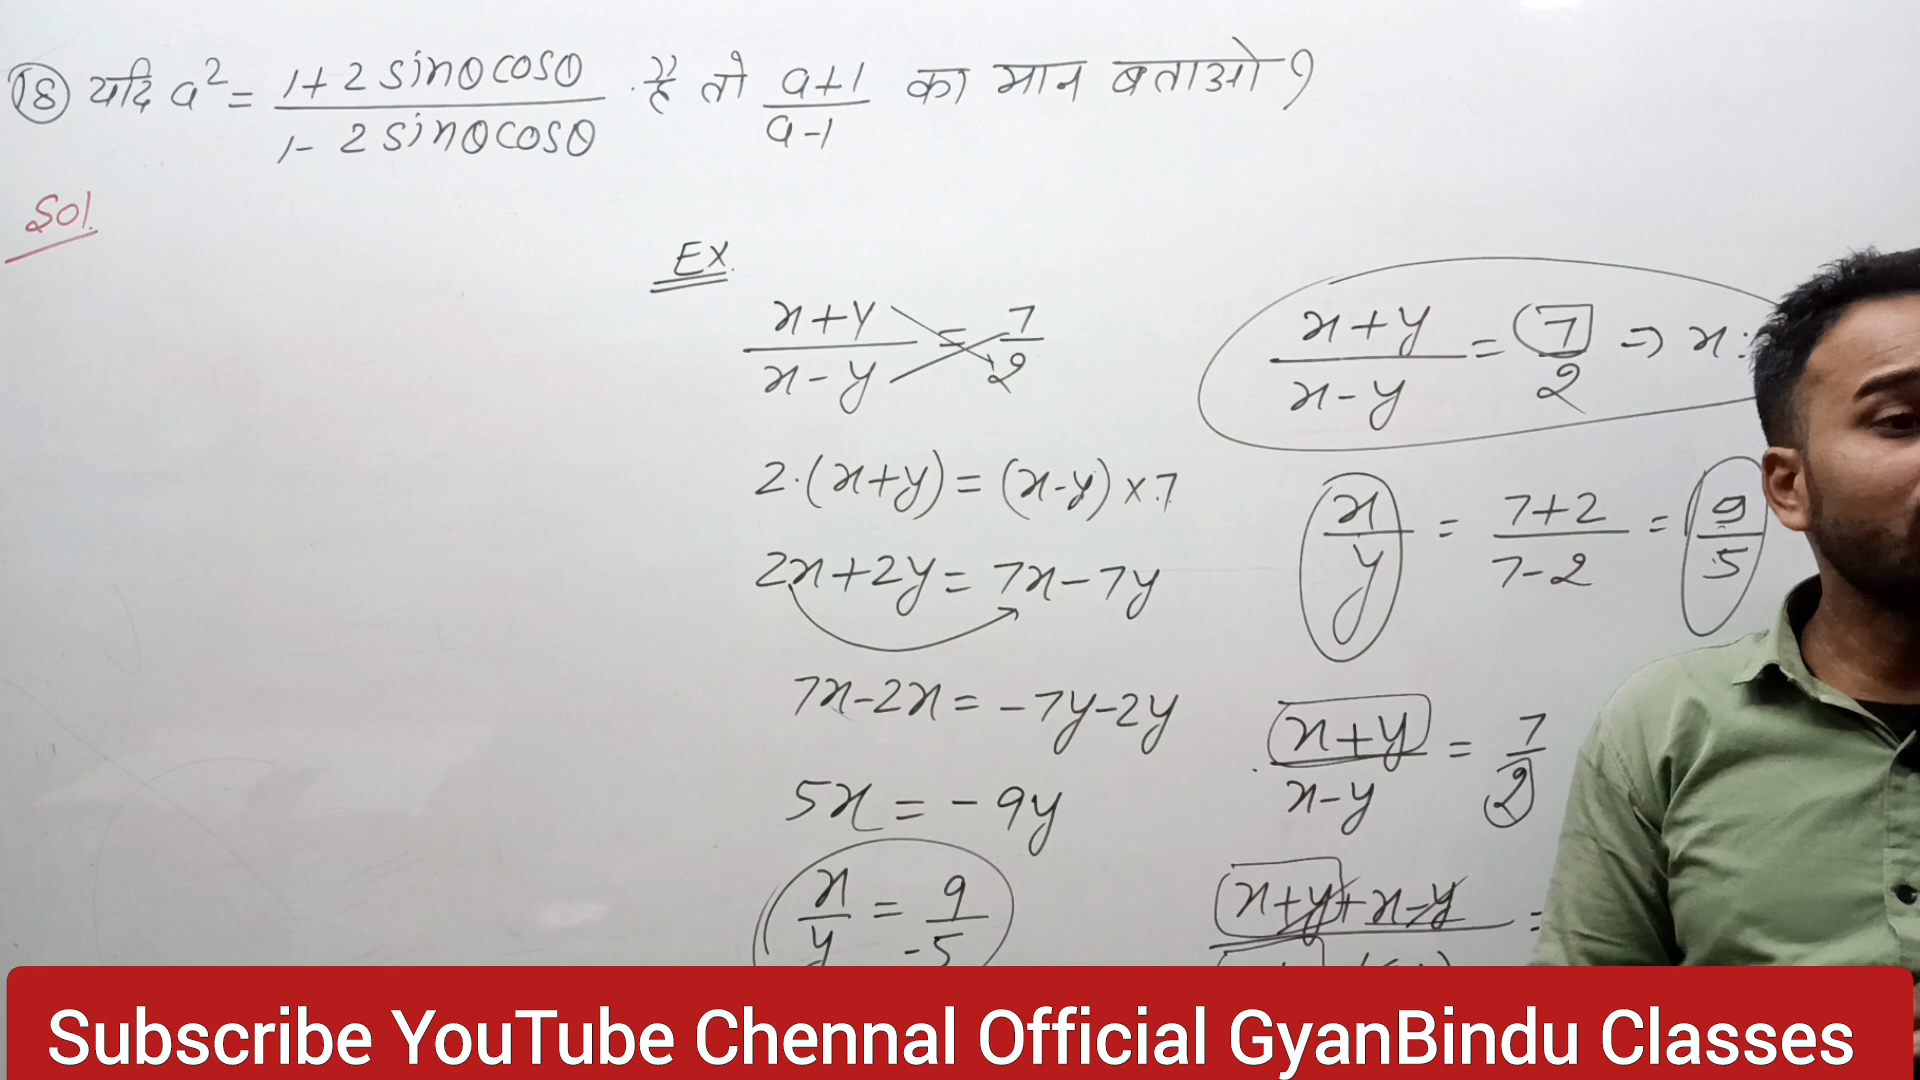 18 यदि a² = (1+2sinθcosθ)/(1-2sinθcosθ) है तो (a+1)/(a-1) का मान बताओ?
Sol.
Ex.
(x+y)/(x-y) = 7/2
2·(x+y) = (x-y)×7
2x+2y = 7x-7y
7x-2x = -7y-2y
5x = -9y
x/y = 9/-5
(x+y)/(x-y) = 7/2 ⇒ x:
x/y = (7+2)/(7-2) = 9/5
(x+y)/(x-y) = 7/2
x+y+x-y =
Subscribe YouTube Chennal Official GyanBindu Classes